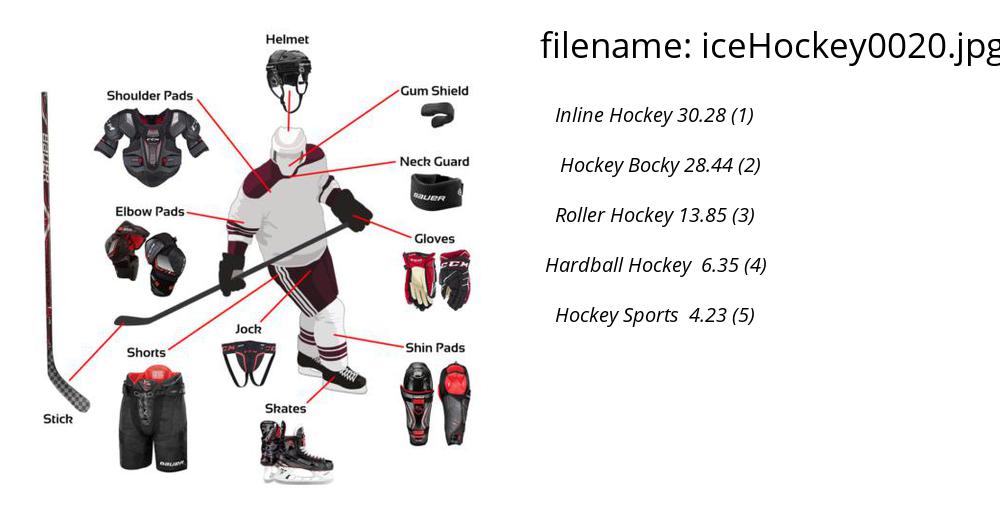 Helmet
Shoulder Pads
Gum Shield
Neck Guard
BAUER
Elbow Pads
Gloves
CCM
Jock
Shorts
Shin Pads
Skates
Stick
BAUER
filename: iceHockey0020.jpg
Inline Hockey 30.28 (1)
Hockey Bocky 28.44 (2)
Roller Hockey 13.85 (3)
Hardball Hockey 6.35 (4)
Hockey Sports 4.23 (5)